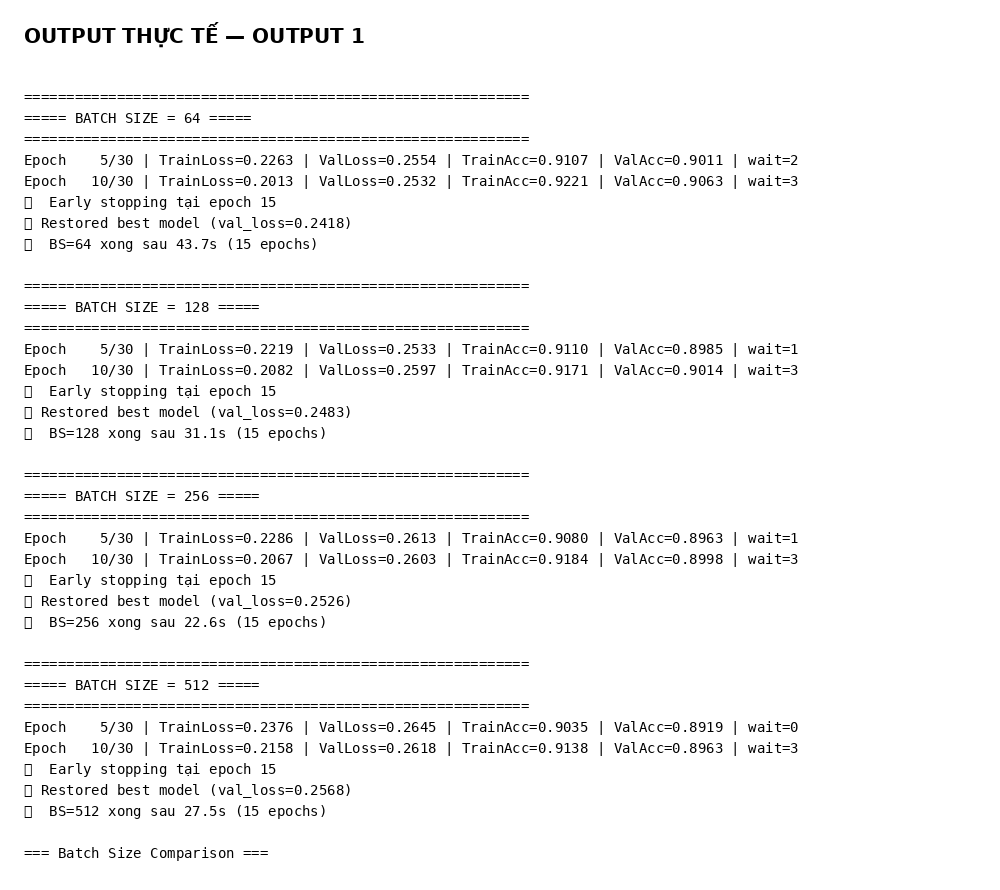 OUTPUT THỰC TẾ — OUTPUT 1
============================================================
===== BATCH SIZE = 64 =====
============================================================
Epoch    5/30 | TrainLoss=0.2263 | ValLoss=0.2554 | TrainAcc=0.9107 | ValAcc=0.9011 | wait=2
Epoch   10/30 | TrainLoss=0.2013 | ValLoss=0.2532 | TrainAcc=0.9221 | ValAcc=0.9063 | wait=3
Early stopping tại epoch 15
Restored best model (val_loss=0.2418)
BS=64 xong sau 43.7s (15 epochs)
============================================================
===== BATCH SIZE = 128 =====
============================================================
Epoch    5/30 | TrainLoss=0.2219 | ValLoss=0.2533 | TrainAcc=0.9110 | ValAcc=0.8985 | wait=1
Epoch   10/30 | TrainLoss=0.2082 | ValLoss=0.2597 | TrainAcc=0.9171 | ValAcc=0.9014 | wait=3
Early stopping tại epoch 15
Restored best model (val_loss=0.2483)
BS=128 xong sau 31.1s (15 epochs)
============================================================
===== BATCH SIZE = 256 =====
============================================================
Epoch    5/30 | TrainLoss=0.2286 | ValLoss=0.2613 | TrainAcc=0.9080 | ValAcc=0.8963 | wait=1
Epoch   10/30 | TrainLoss=0.2067 | ValLoss=0.2603 | TrainAcc=0.9184 | ValAcc=0.8998 | wait=3
Early stopping tại epoch 15
Restored best model (val_loss=0.2526)
BS=256 xong sau 22.6s (15 epochs)
============================================================
===== BATCH SIZE = 512 =====
============================================================
Epoch    5/30 | TrainLoss=0.2376 | ValLoss=0.2645 | TrainAcc=0.9035 | ValAcc=0.8919 | wait=0
Epoch   10/30 | TrainLoss=0.2158 | ValLoss=0.2618 | TrainAcc=0.9138 | ValAcc=0.8963 | wait=3
Early stopping tại epoch 15
Restored best model (val_loss=0.2568)
BS=512 xong sau 27.5s (15 epochs)
=== Batch Size Comparison ===